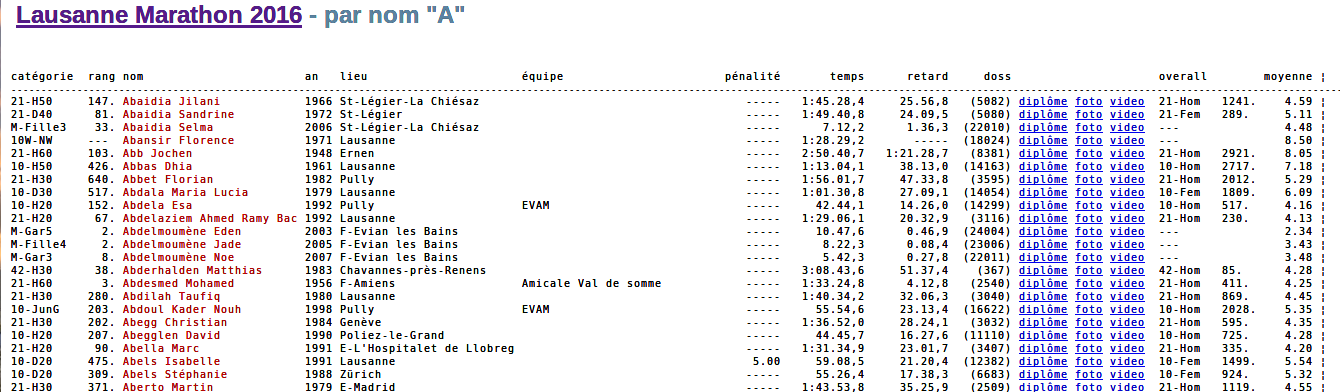 Lausanne Marathon 2016 - par nom "A"
catégorie rang nom an lieu équipe pénalité temps retard doss overall moyenne ¦
21-H50 147. Abaidia Jilani 1966 St-Légier-La Chiésaz ----- 1:45.28,4 25.56,8 (5082) diplôme foto video 21-Hom 1241. 4.59 ¦
21-D40 81. Abaidia Sandrine 1972 St-Légier ----- 1:49.40,8 24.09,5 (5080) diplôme foto video 21-Fem 289. 5.11 ¦
M-Fille3 33. Abaidia Selma 2006 St-Légier-La Chiésaz ----- 7.12,2 1.36,3 (22010) diplôme foto video --- 4.48 ¦
10W-NW --- Abansir Florence 1971 Lausanne ----- 1:28.29,2 ----- (18024) diplôme foto video --- 8.50 ¦
21-H60 103. Abb Jochen 1948 Ernen ----- 2:50.40,7 1:21.28,7 (8381) diplôme foto video 21-Hom 2921. 8.05 ¦
10-H50 426. Abbas Dhia 1961 Lausanne ----- 1:13.04,1 38.13,0 (14163) diplôme foto video 10-Hom 2717. 7.18 ¦
21-H30 640. Abbet Florian 1982 Pully ----- 1:56.01,7 47.33,8 (3595) diplôme foto video 21-Hom 2012. 5.29 ¦
10-D30 517. Abdala Maria Lucia 1979 Lausanne ----- 1:01.30,8 27.09,1 (14054) diplôme foto video 10-Fem 1809. 6.09 ¦
10-H20 152. Abdela Esa 1992 Pully EVAM ----- 42.44,1 14.26,0 (14299) diplôme foto video 10-Hom 517. 4.16 ¦
21-H20 67. Abdelaziem Ahmed Ramy Bac 1992 Lausanne ----- 1:29.06,1 20.32,9 (3116) diplôme foto video 21-Hom 230. 4.13 ¦
M-Gar5 2. Abdelmoumène Eden 2003 F-Evian les Bains ----- 10.47,6 0.46,9 (24004) diplôme foto video --- 2.34 ¦
M-Fille4 2. Abdelmoumène Jade 2005 F-Evian les Bains ----- 8.22,3 0.08,4 (23006) diplôme foto video --- 3.43 ¦
M-Gar3 8. Abdelmoumène Noe 2007 F-Evian les Bains ----- 5.42,3 0.27,8 (22011) diplôme foto video --- 3.48 ¦
42-H30 38. Abderhalden Matthias 1983 Chavannes-près-Renens ----- 3:08.43,6 51.37,4 (367) diplôme foto video 42-Hom 85. 4.28 ¦
21-H60 3. Abdesmed Mohamed 1956 F-Amiens Amicale Val de somme ----- 1:33.24,8 4.12,8 (2540) diplôme foto video 21-Hom 411. 4.25 ¦
21-H30 280. Abdilah Taufiq 1980 Lausanne ----- 1:40.34,2 32.06,3 (3040) diplôme foto video 21-Hom 869. 4.45 ¦
10-JunG 203. Abdoul Kader Nouh 1998 Pully EVAM ----- 55.54,6 23.13,4 (16622) diplôme foto video 10-Hom 2028. 5.35 ¦
21-H30 202. Abegg Christian 1984 Genève ----- 1:36.52,0 28.24,1 (3032) diplôme foto video 21-Hom 595. 4.35 ¦
10-H20 207. Abegglen David 1990 Poliez-le-Grand ----- 44.45,7 16.27,6 (11110) diplôme foto video 10-Hom 725. 4.28 ¦
21-H20 90. Abella Marc 1991 E-L'Hospitalet de Llobreg ----- 1:31.34,9 23.01,7 (3407) diplôme foto video 21-Hom 335. 4.20 ¦
10-D20 475. Abels Isabelle 1991 Lausanne 5.00 59.08,5 21.20,4 (12382) diplôme foto video 10-Fem 1499. 5.54 ¦
10-D20 309. Abels Stéphanie 1988 Zürich ----- 55.26,4 17.38,3 (6683) diplôme foto video 10-Fem 924. 5.32 ¦
21-H30 371. Aberto Martin 1979 E-Madrid ----- 1:43.53,8 35.25,9 (2509) diplôme foto video 21-Hom 1119. 4.55 ¦